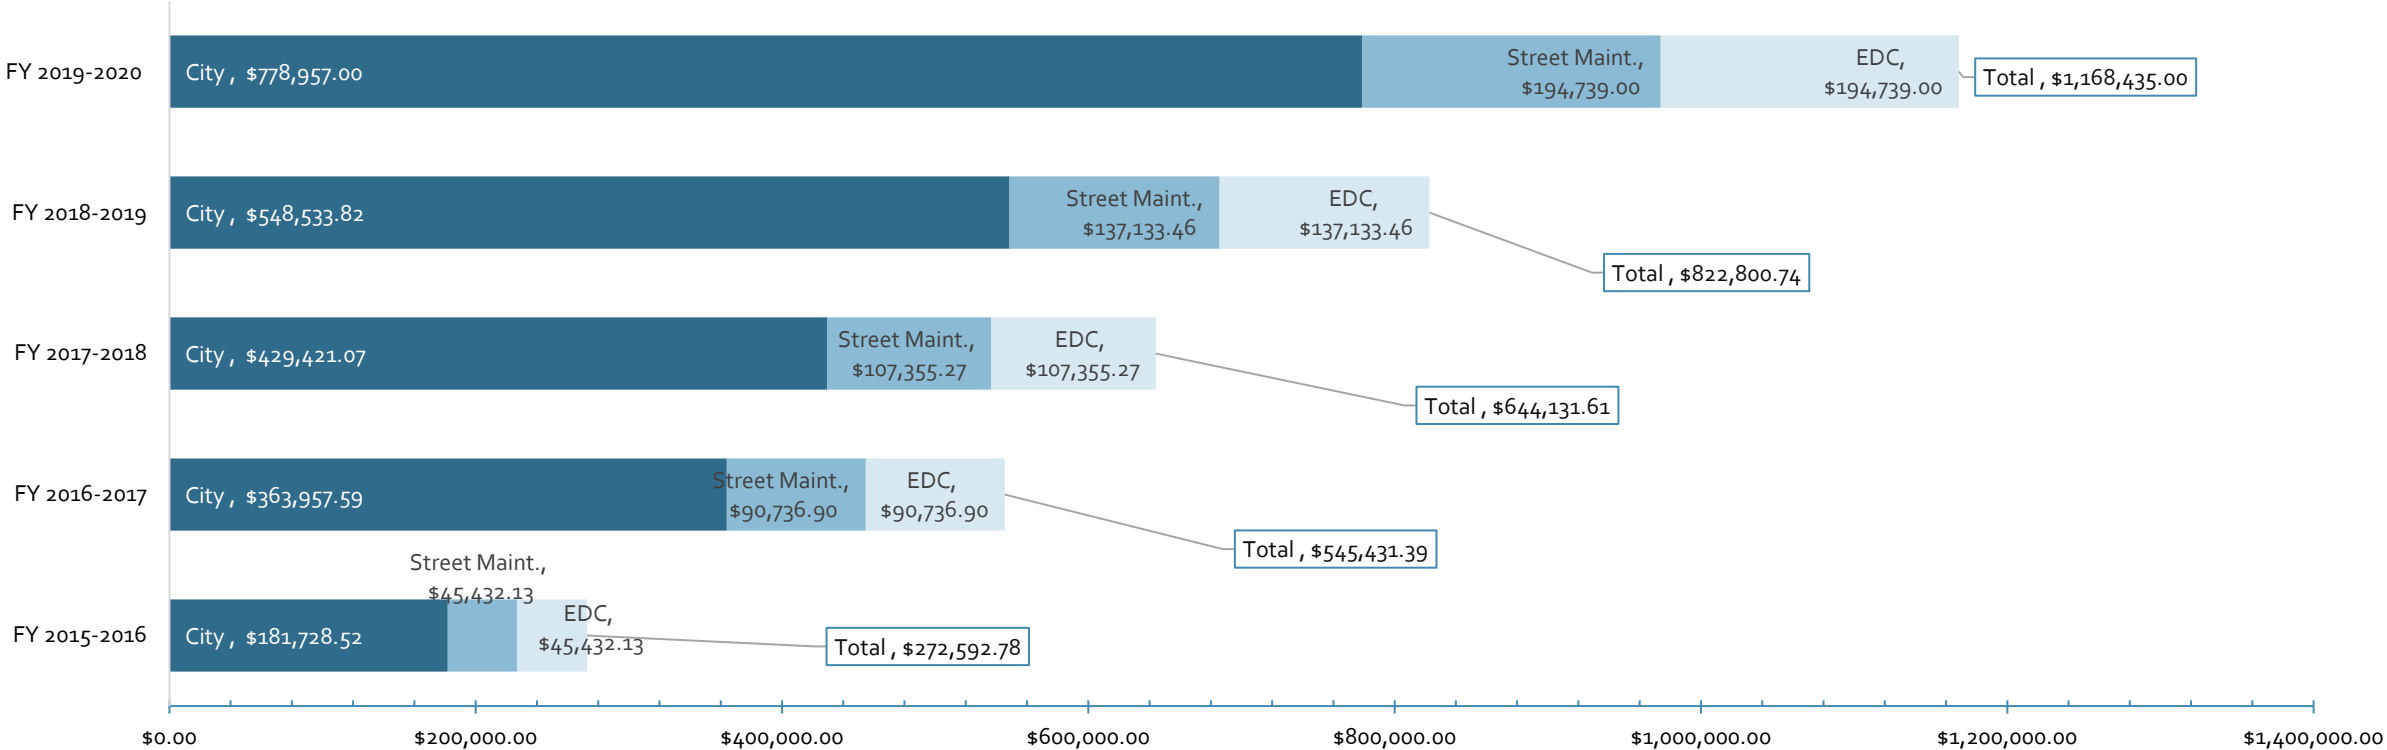 FY 2019-2020
City , $778,957.00
Street Maint.,
$194,739.00
EDC,
$194,739.00
Total , $1,168,435.00
FY 2018-2019
City , $548,533.82
Street Maint.,
$137,133.46
EDC,
$137,133.46
Total , $822,800.74
FY 2017-2018
City , $429,421.07
Street Maint.,
$107,355.27
EDC,
$107,355.27
Total , $644,131.61
FY 2016-2017
City , $363,957.59
Street Maint.,
$90,736.90
EDC,
$90,736.90
Total , $545,431.39
FY 2015-2016
City , $181,728.52
Street Maint.,
$45,432.13
EDC,
$45,432.13
Total , $272,592.78
$0.00 $200,000.00 $400,000.00 $600,000.00 $800,000.00 $1,000,000.00 $1,200,000.00 $1,400,000.00